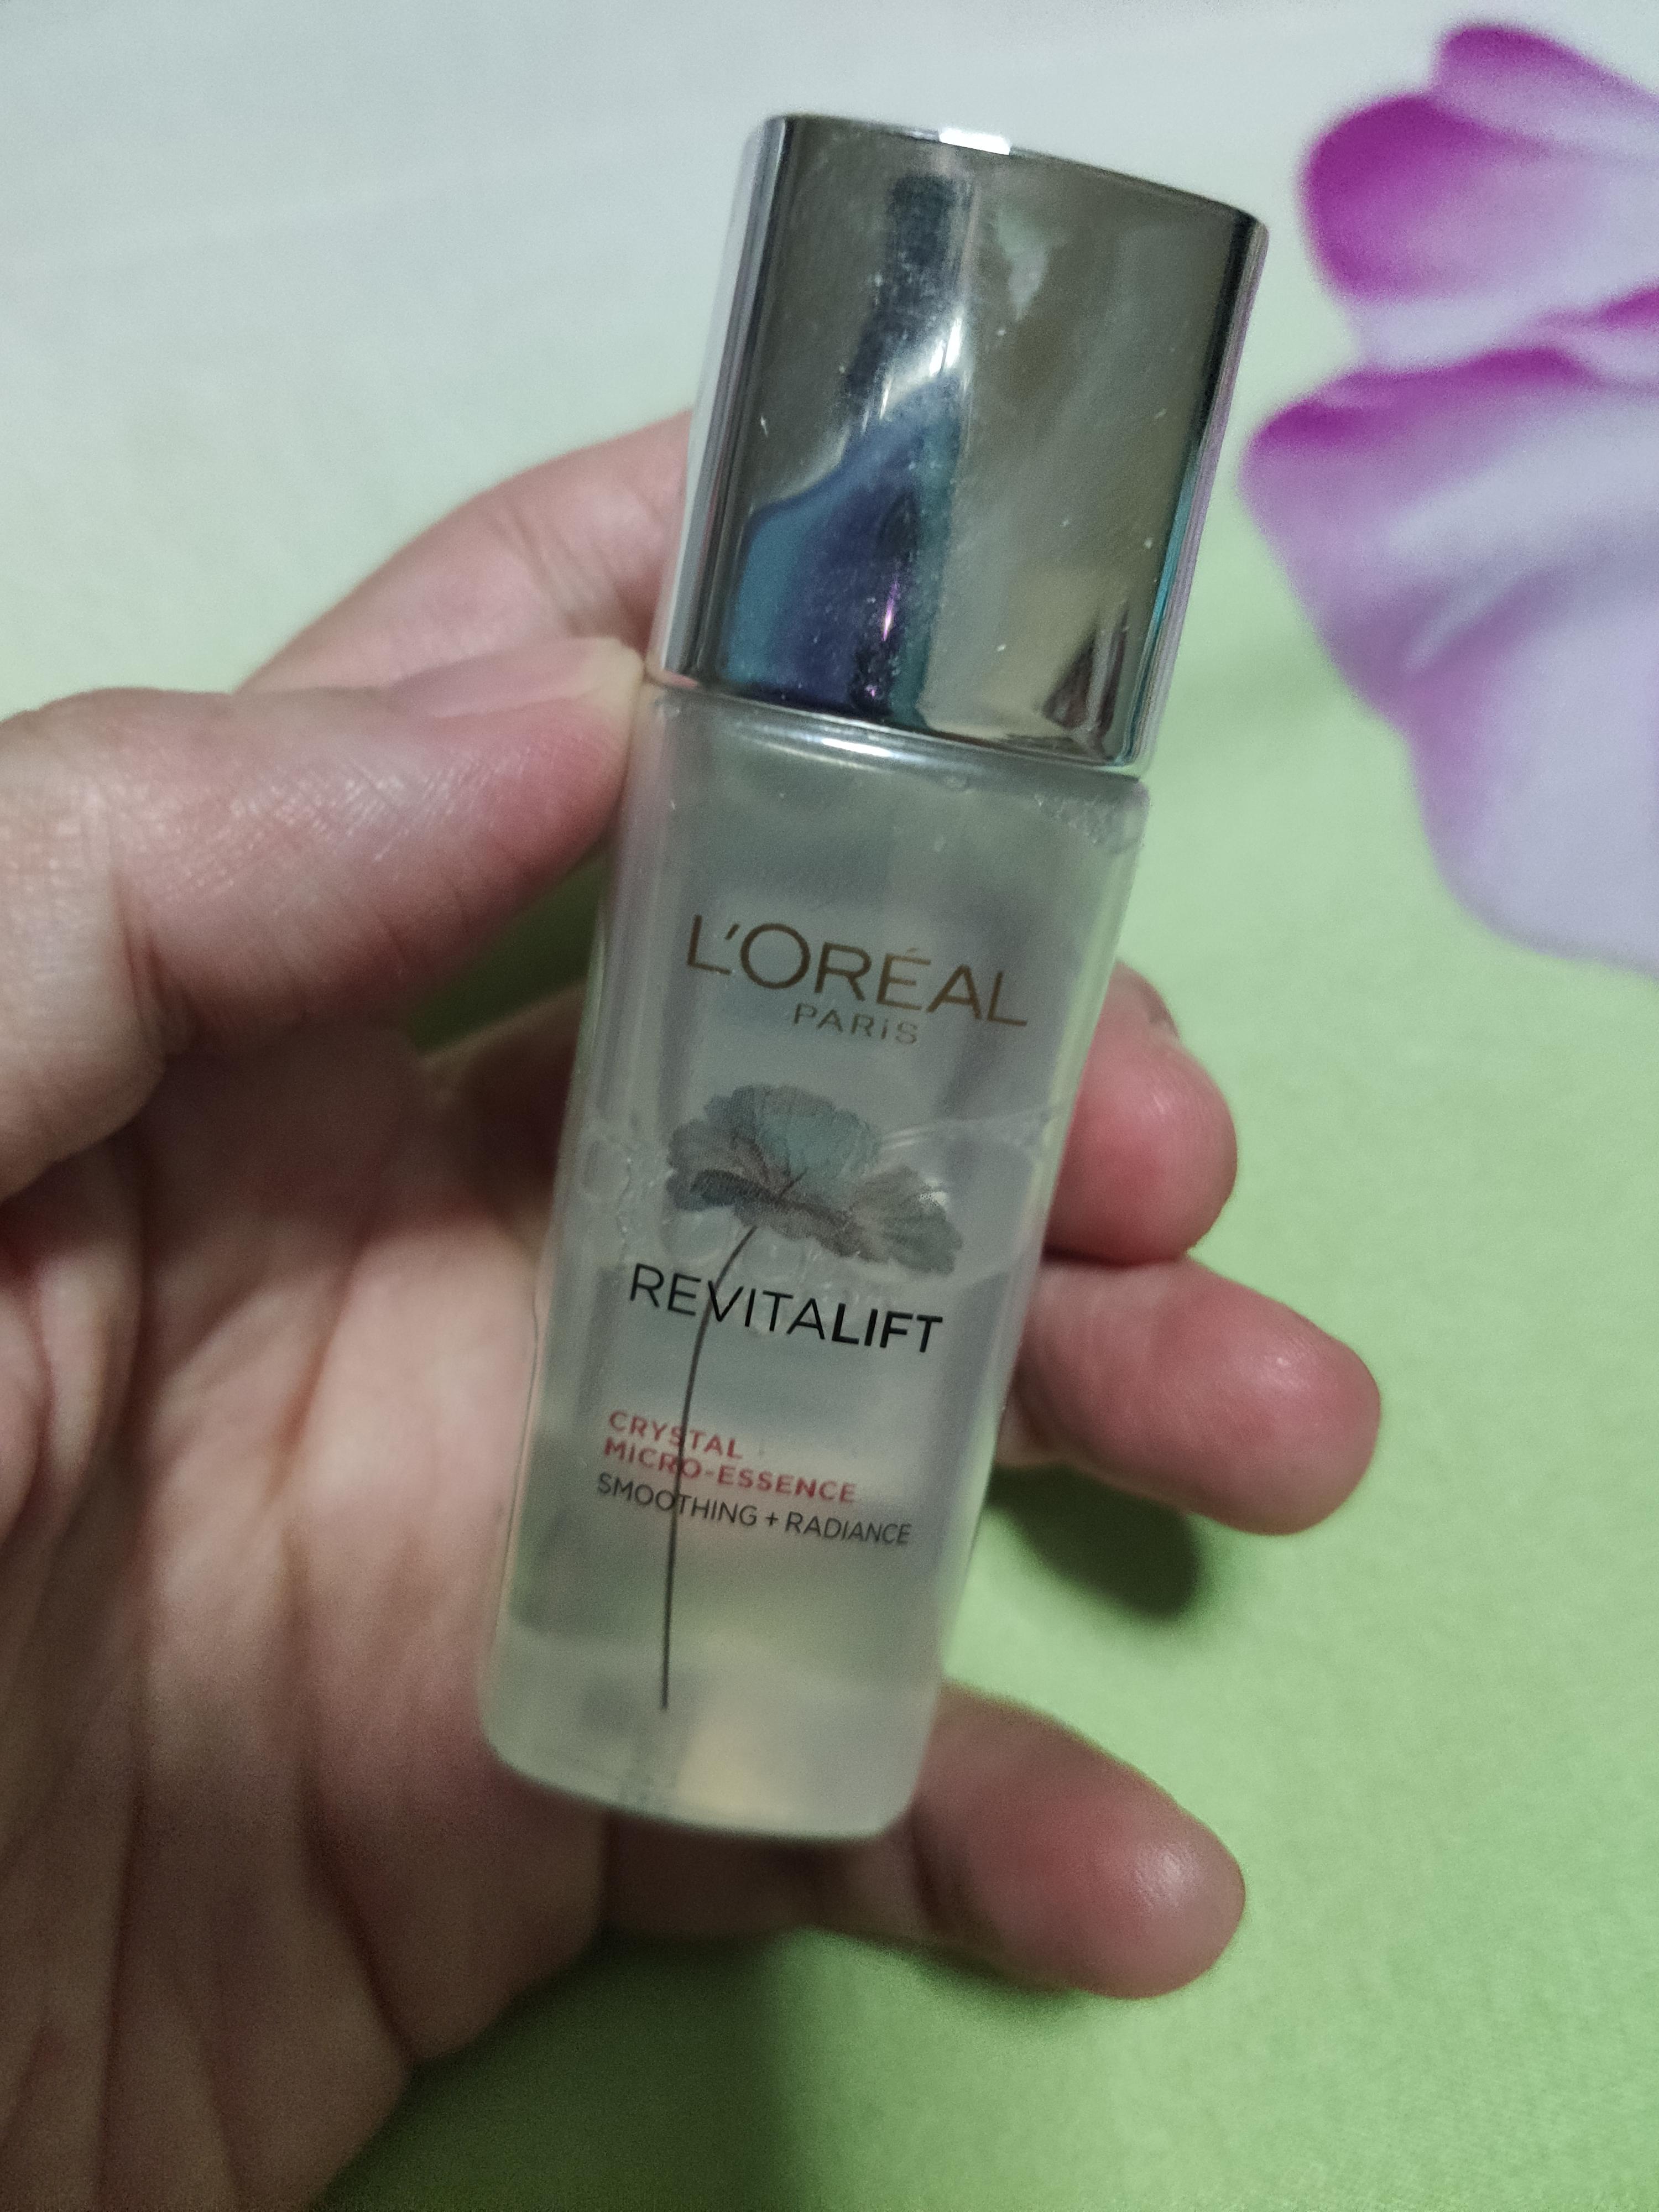 L'ORÉAL
PARiS
REVITALIFT
CRYSTAL
MICRO-ESSENCE
SMOOTHING + RADIANCE